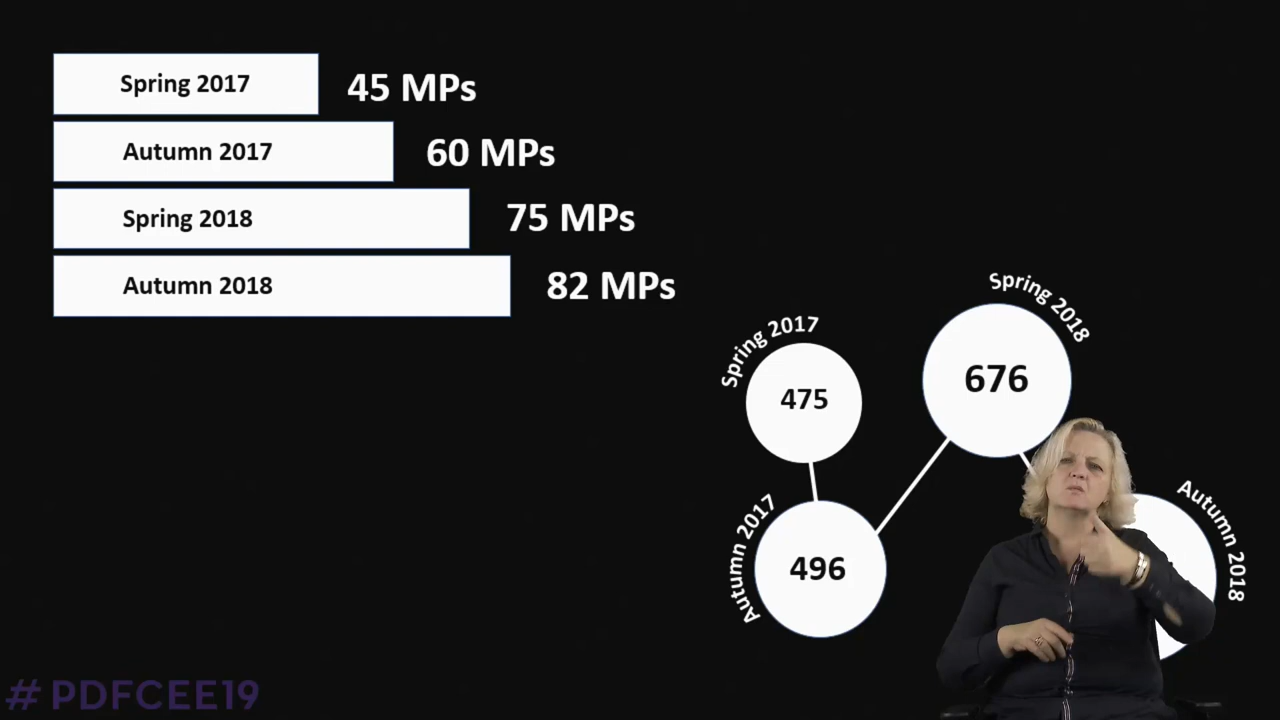 Spring 2017 45 MPs
Autumn 2017 60 MPs
Spring 2018 75 MPs
Autumn 2018 82 MPs
Spring 2017
475
Autumn 2017
496
Spring 2018
676
Autumn 2018
#PDFCEE19